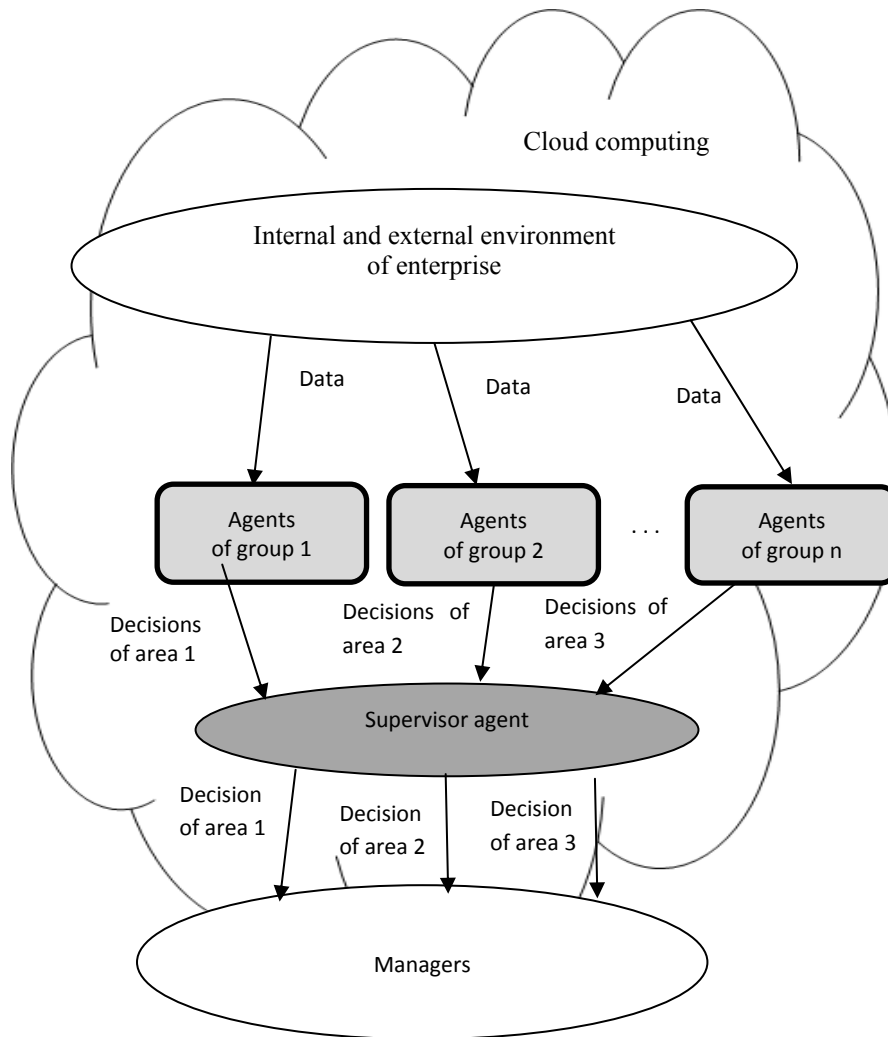 Cloud computing
Internal and external environment
of enterprise
Data
Data
Data
Agents
of group 1
Agents
of group 2
. . .
Agents
of group n
Decisions
of area 1
Decisions of
area 2
Decisions of
area 3
Supervisor agent
Decision
of area 1
Decision
of area 2
Decision
of area 3
Managers